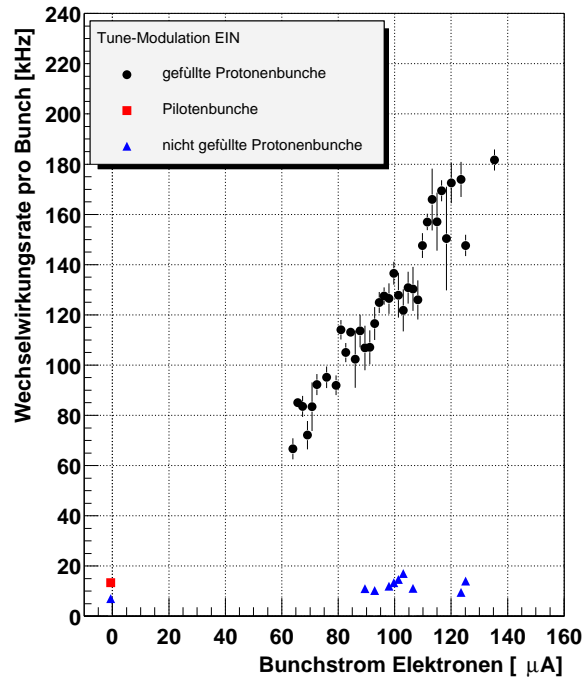 Tune-Modulation EIN
gefüllte Protonenbunche
Pilotenbunche
nicht gefüllte Protonenbunche
Wechselwirkungsrate pro Bunch [kHz]
240
220
200
180
160
140
120
100
80
60
40
20
0
0 20 40 60 80 100 120 140 160
Bunchstrom Elektronen [ μA]